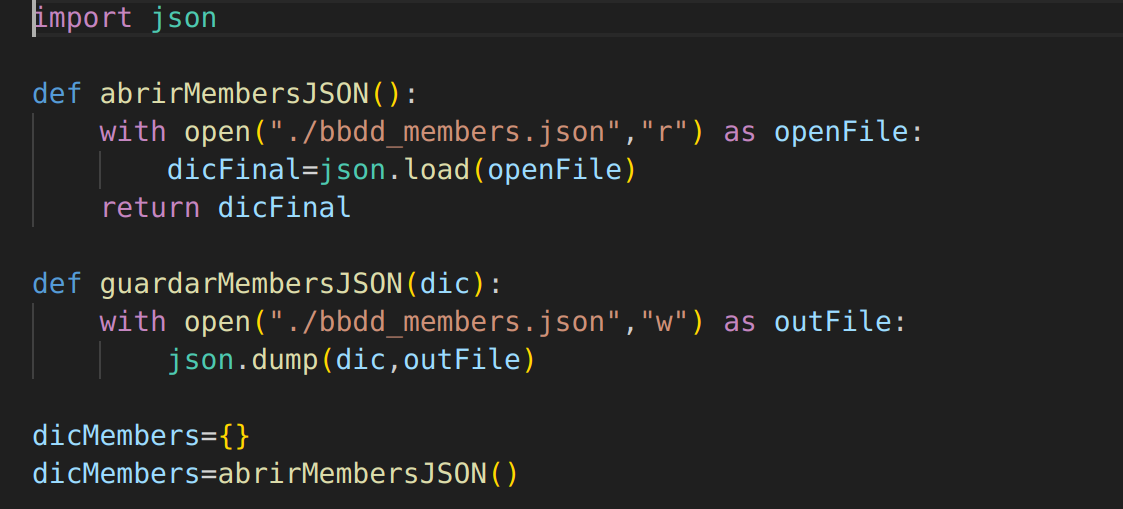 import json
def abrirMembersJSON():
    with open("./bbdd_members.json","r") as openFile:
        dicFinal=json.load(openFile)
    return dicFinal
def guardarMembersJSON(dic):
    with open("./bbdd_members.json","w") as outFile:
        json.dump(dic,outFile)
dicMembers={}
dicMembers=abrirMembersJSON()